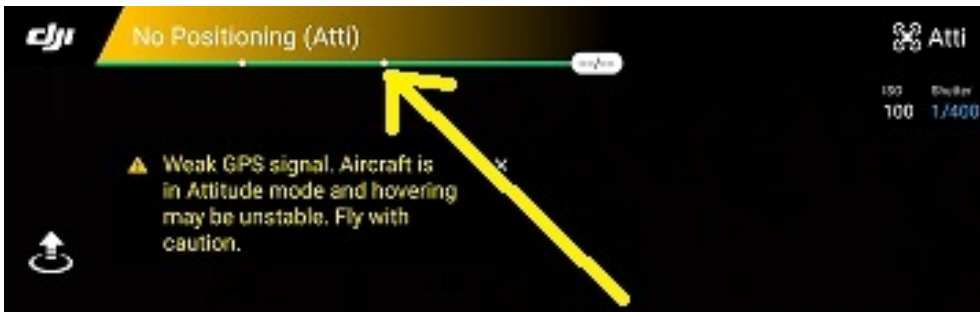 dji
No Positioning (Atti)
Atti
--/--
ISO Shutter
100 1/400
Weak GPS signal. Aircraft is
in Attitude mode and hovering
may be unstable. Fly with
caution.